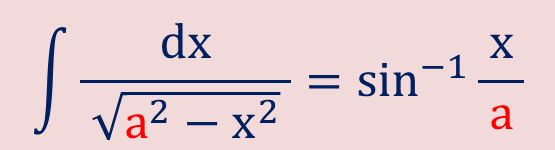 ∫ dx / √(a² − x²) = sin⁻¹ x / a